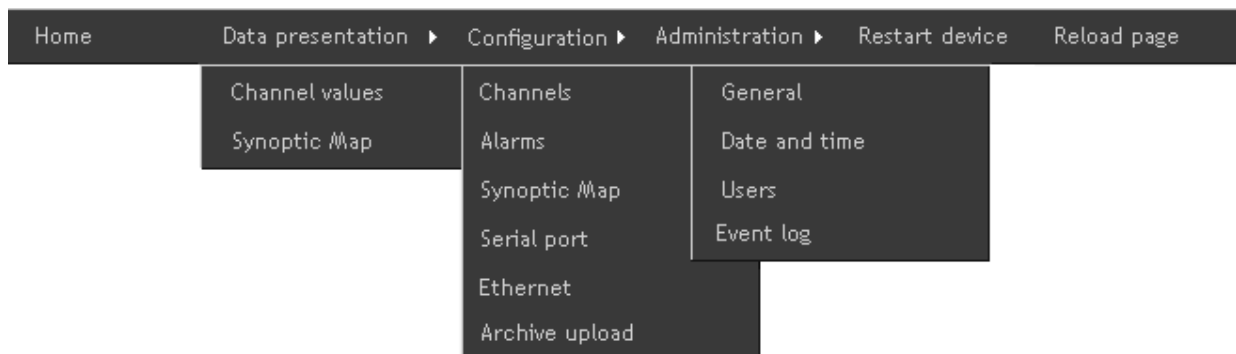 Home Data presentation Configuration Administration Restart device Reload page
Channel values Channels General
Synoptic Map Alarms Date and time
Synoptic Map Users
Serial port Event log
Ethernet
Archive upload